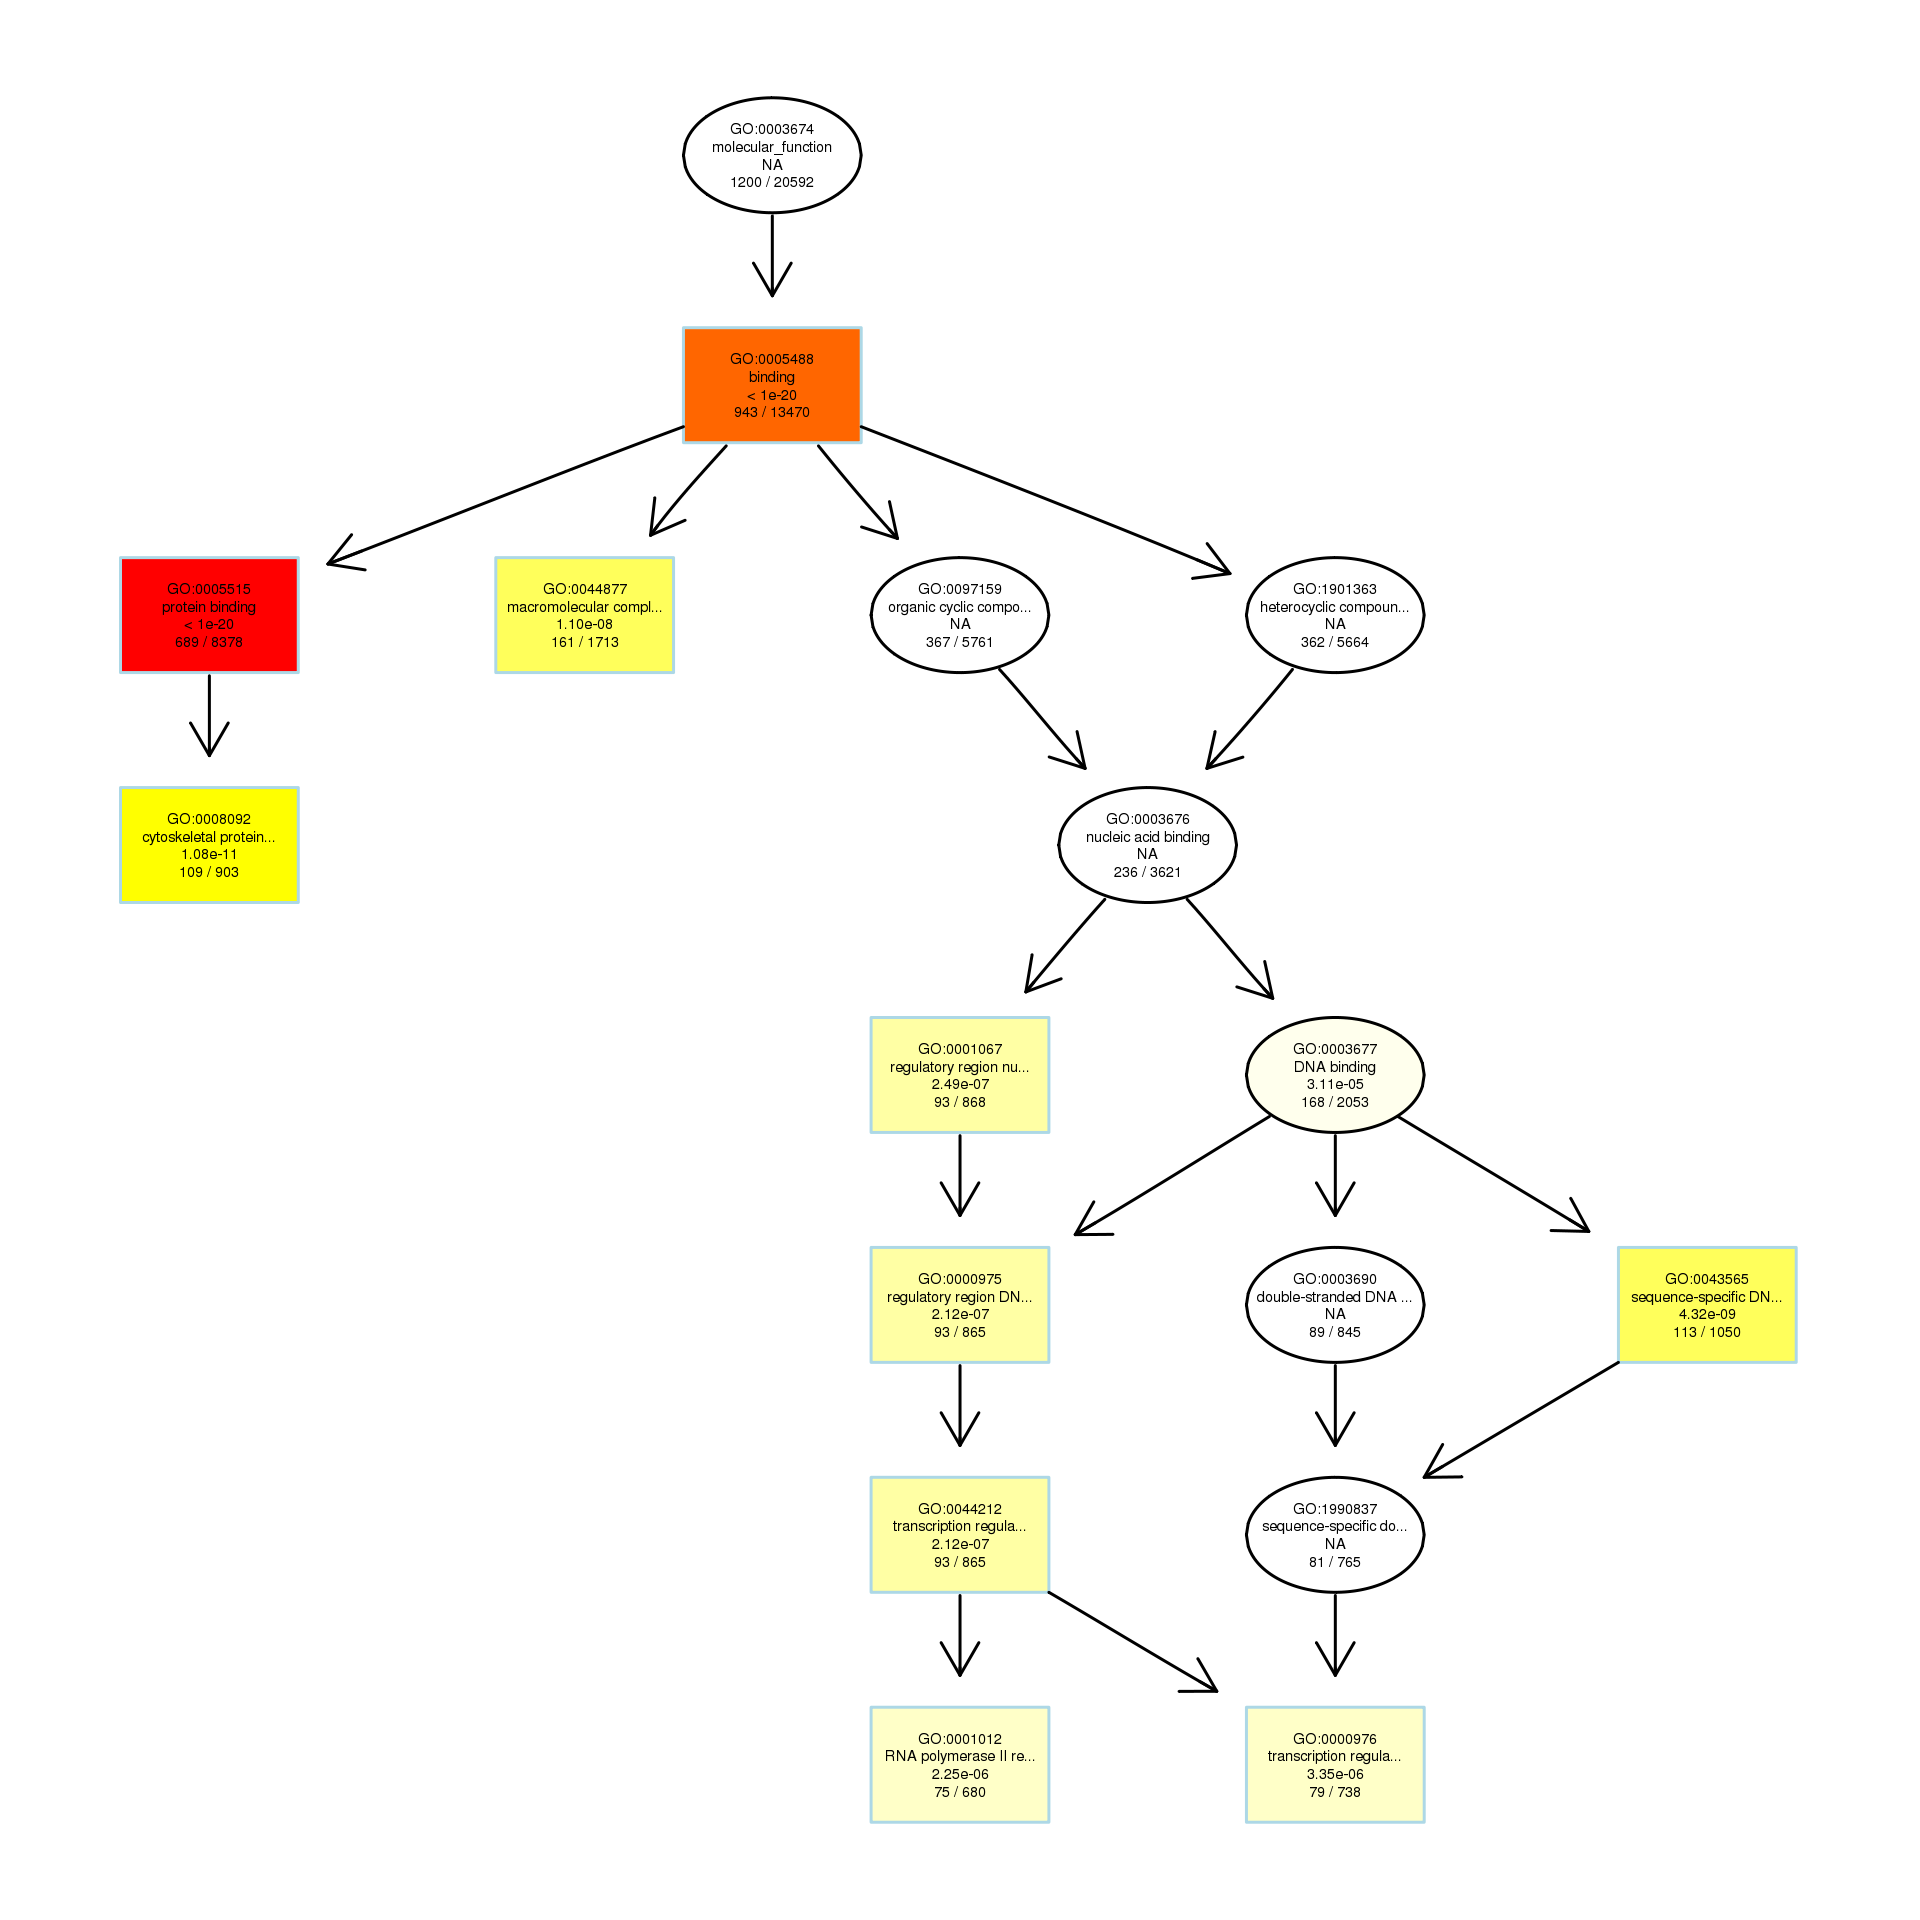 GO:0003674
molecular_function
NA
1200 / 20592
GO:0005488
binding
< 1e-20
943 / 13470
GO:0005515
protein binding
< 1e-20
689 / 8378
GO:0044877
macromolecular compl...
1.10e-08
161 / 1713
GO:0097159
organic cyclic compo...
NA
367 / 5761
GO:1901363
heterocyclic compoun...
NA
362 / 5664
GO:0008092
cytoskeletal protein...
1.08e-11
109 / 903
GO:0003676
nucleic acid binding
NA
236 / 3621
GO:0001067
regulatory region nu...
2.49e-07
93 / 868
GO:0003677
DNA binding
3.11e-05
168 / 2053
GO:0000975
regulatory region DN...
2.12e-07
93 / 865
GO:0003690
double-stranded DNA ...
NA
89 / 845
GO:0043565
sequence-specific DN...
4.32e-09
113 / 1050
GO:0044212
transcription regula...
2.12e-07
93 / 865
GO:1990837
sequence-specific do...
NA
81 / 765
GO:0001012
RNA polymerase II re...
2.25e-06
75 / 680
GO:0000976
transcription regula...
3.35e-06
79 / 738